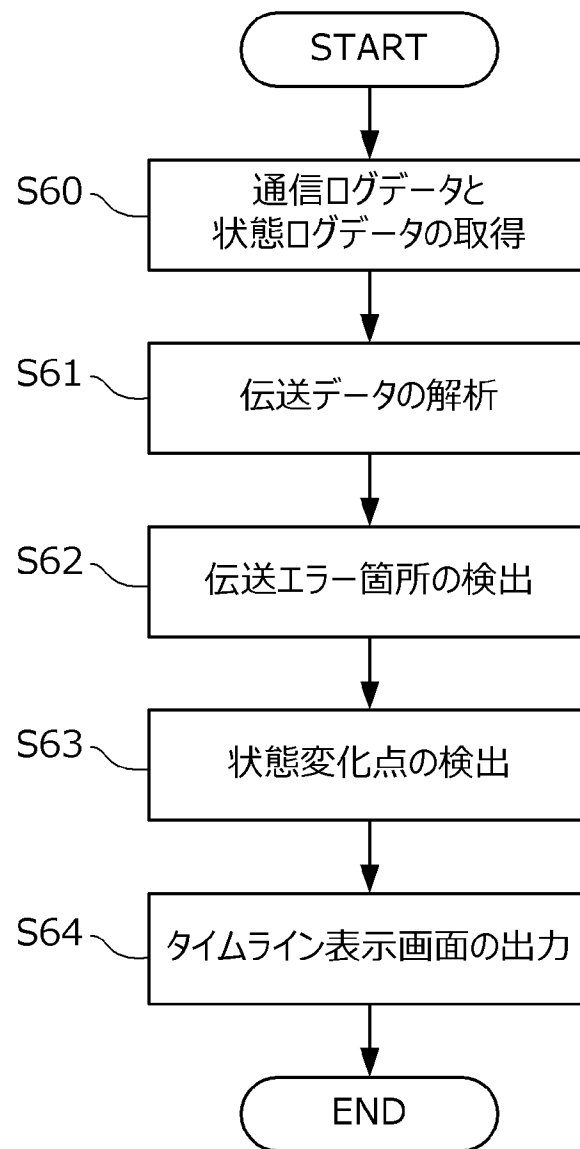 START
S60
通信ログデータと
状態ログデータの取得
S61
伝送データの解析
S62
伝送エラー箇所の検出
S63
状態変化点の検出
S64
タイムライン表示画面の出力
END